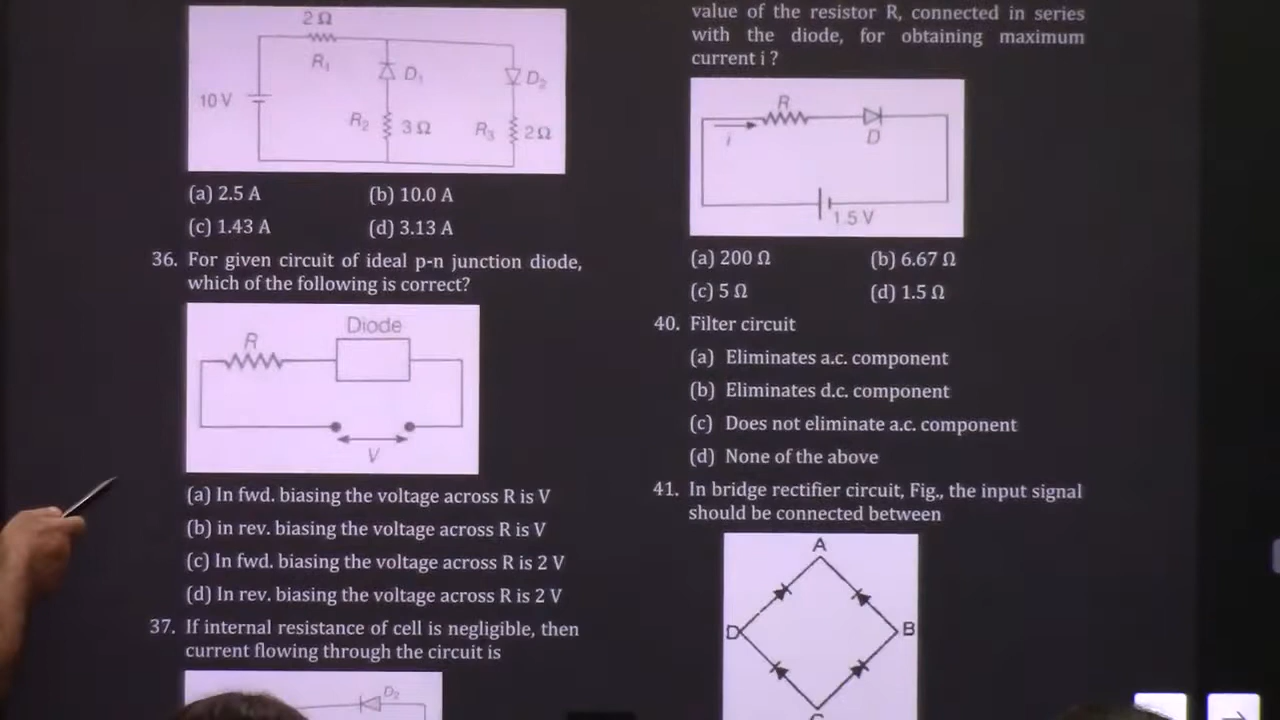 2 Ω
R₁
D₁
D₂
10 V
R₂
3 Ω
R₃
2 Ω
(a) 2.5 A
(b) 10.0 A
(c) 1.43 A
(d) 3.13 A
36. For given circuit of ideal p-n junction diode,
which of the following is correct?
Diode
R
V
(a) In fwd. biasing the voltage across R is V
(b) in rev. biasing the voltage across R is V
(c) In fwd. biasing the voltage across R is 2 V
(d) In rev. biasing the voltage across R is 2 V
37. If internal resistance of cell is negligible, then
current flowing through the circuit is
D₂
value of the resistor R, connected in series
with the diode, for obtaining maximum
current i ?
R
i
D
1.5 V
(a) 200 Ω
(b) 6.67 Ω
(c) 5 Ω
(d) 1.5 Ω
40. Filter circuit
(a) Eliminates a.c. component
(b) Eliminates d.c. component
(c) Does not eliminate a.c. component
(d) None of the above
41. In bridge rectifier circuit, Fig., the input signal
should be connected between
A
D
B